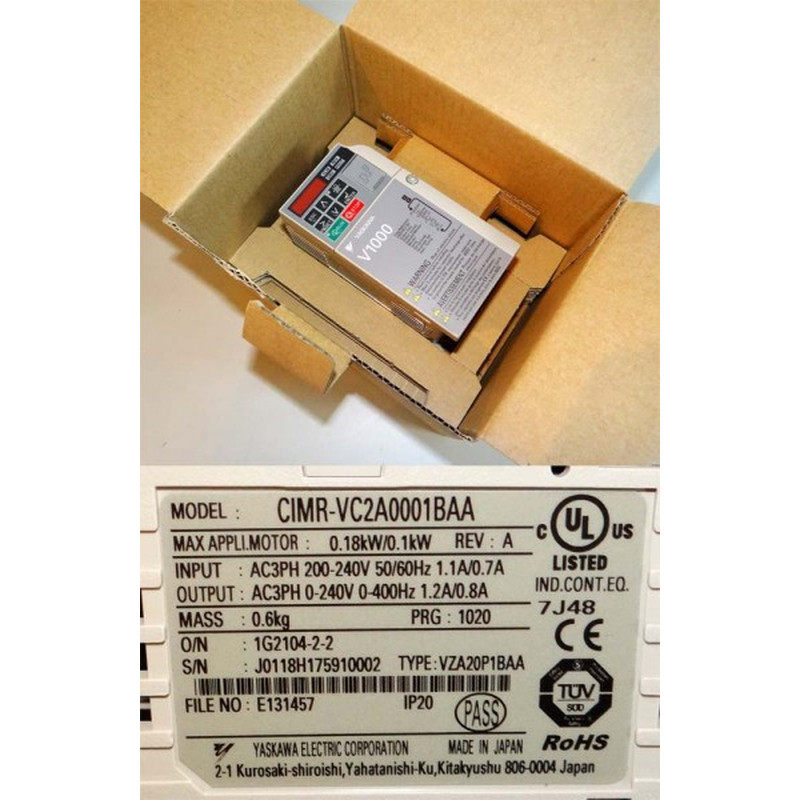 ESC
YASKAWA
V1000
WARNING
AVERTISSEMENT
MODEL : CIMR-VC2A0001BAA
MAX APPLI.MOTOR : 0.18kW/0.1kW REV : A
INPUT : AC3PH 200-240V 50/60Hz 1.1A/0.7A
OUTPUT : AC3PH 0-240V 0-400Hz 1.2A/0.8A
MASS : 0.6kg PRG : 1020
O/N : 1G2104-2-2
S/N : J0118H175910002 TYPE : VZA20P1BAA
FILE NO : E131457 IP20 PASS
YASKAWA ELECTRIC CORPORATION MADE IN JAPAN
2-1 Kurosaki-shiroishi,Yahatanishi-Ku,Kitakyushu 806-0004 Japan
C UL US
LISTED
IND.CONT.EQ.
7J48
CE
TÜV
SÜD
RoHS